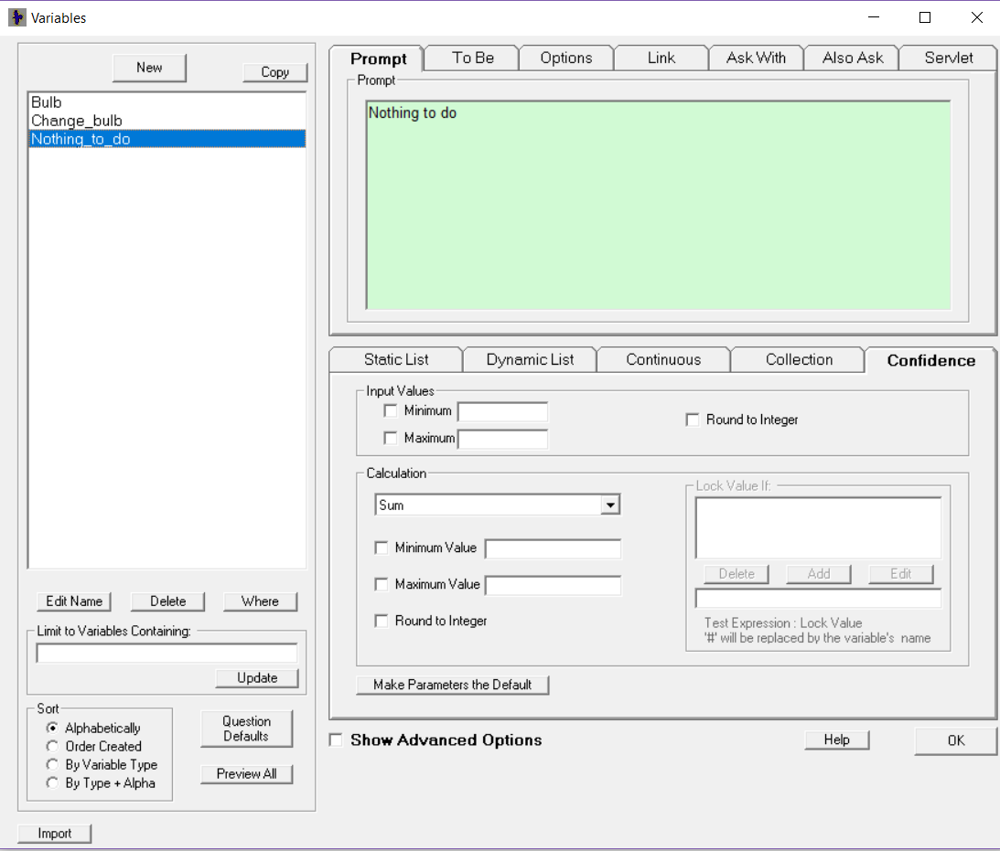 Variables
New
Copy
Bulb
Change_bulb
Nothing_to_do
Edit Name
Delete
Where
Limit to Variables Containing:
Update
Sort
Alphabetically
Order Created
By Variable Type
By Type + Alpha
Question
Defaults
Preview All
Import
Prompt
To Be
Options
Link
Ask With
Also Ask
Servlet
Prompt
Nothing to do
Static List
Dynamic List
Continuous
Collection
Confidence
Input Values
Minimum
Maximum
Round to Integer
Calculation
Sum
Minimum Value
Maximum Value
Round to Integer
Lock Value If:
Delete
Add
Edit
Test Expression : Lock Value
'#' will be replaced by the variable's name
Make Parameters the Default
Show Advanced Options
Help
OK